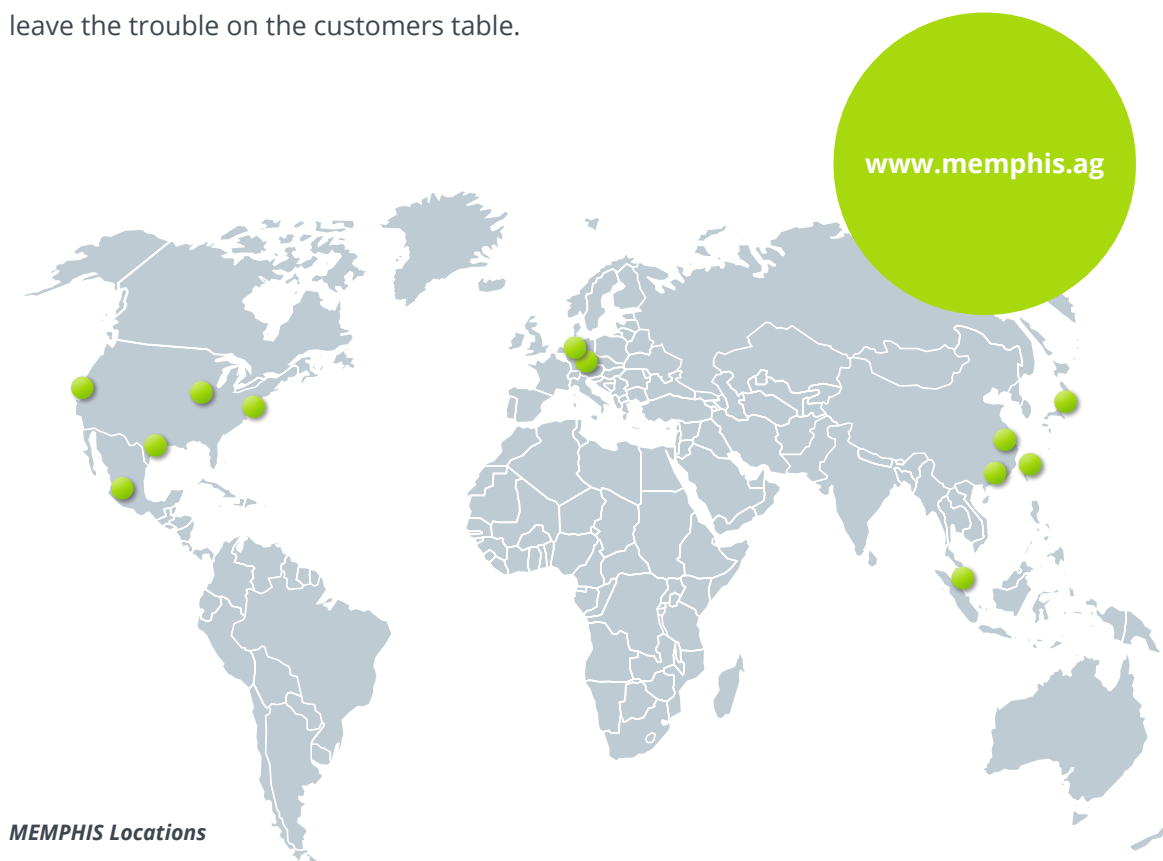 leave the trouble on the customers table.
www.memphis.ag
MEMPHIS Locations